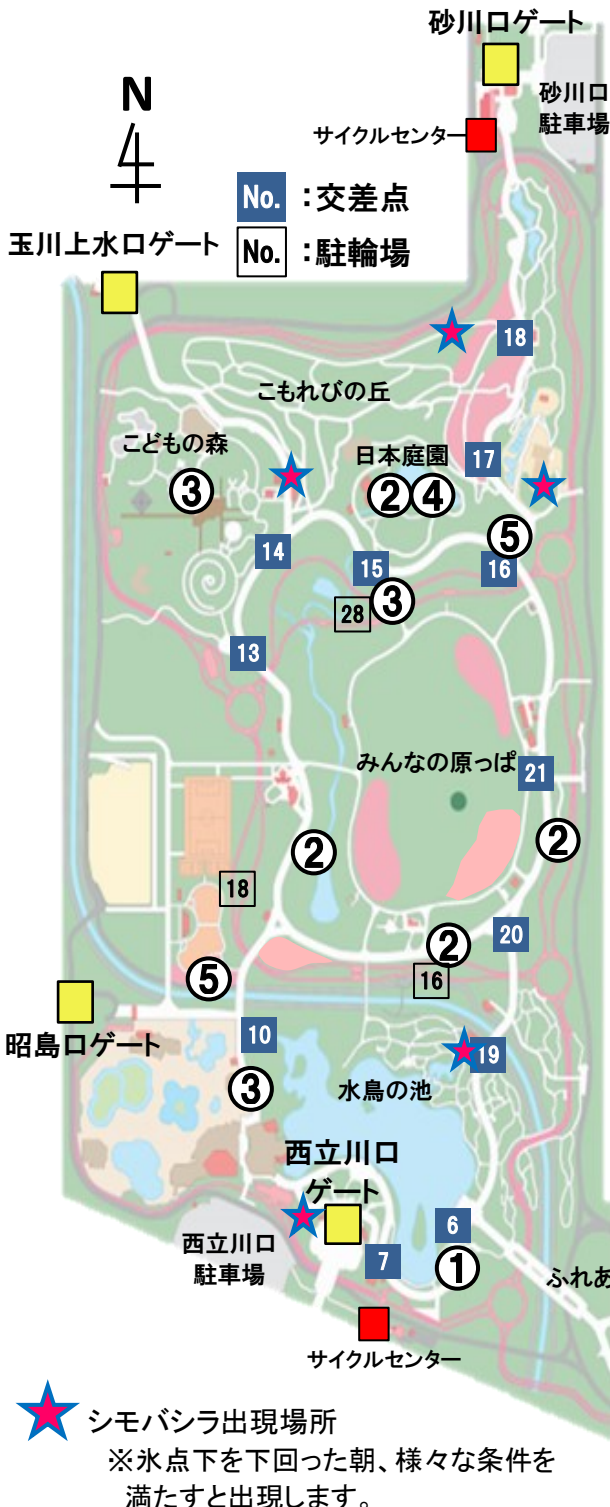 砂川口ゲート
N
砂川口
駐車場
サイクルセンター
No. ：交差点
玉川上水口ゲート
No. ：駐輪場
18
こもれびの丘
こどもの森
日本庭園
17
③
② ④
⑤
14
15
16
28
③
13
みんなの原っぱ
21
②
②
18
20
②
16
⑤
昭島口ゲート
10
19
③
水鳥の池
西立川口
ゲート
6
西立川口
駐車場
7
①
ふれあ
サイクルセンター
シモバシラ出現場所
※氷点下を下回った朝、様々な条件を
満たすと出現します。